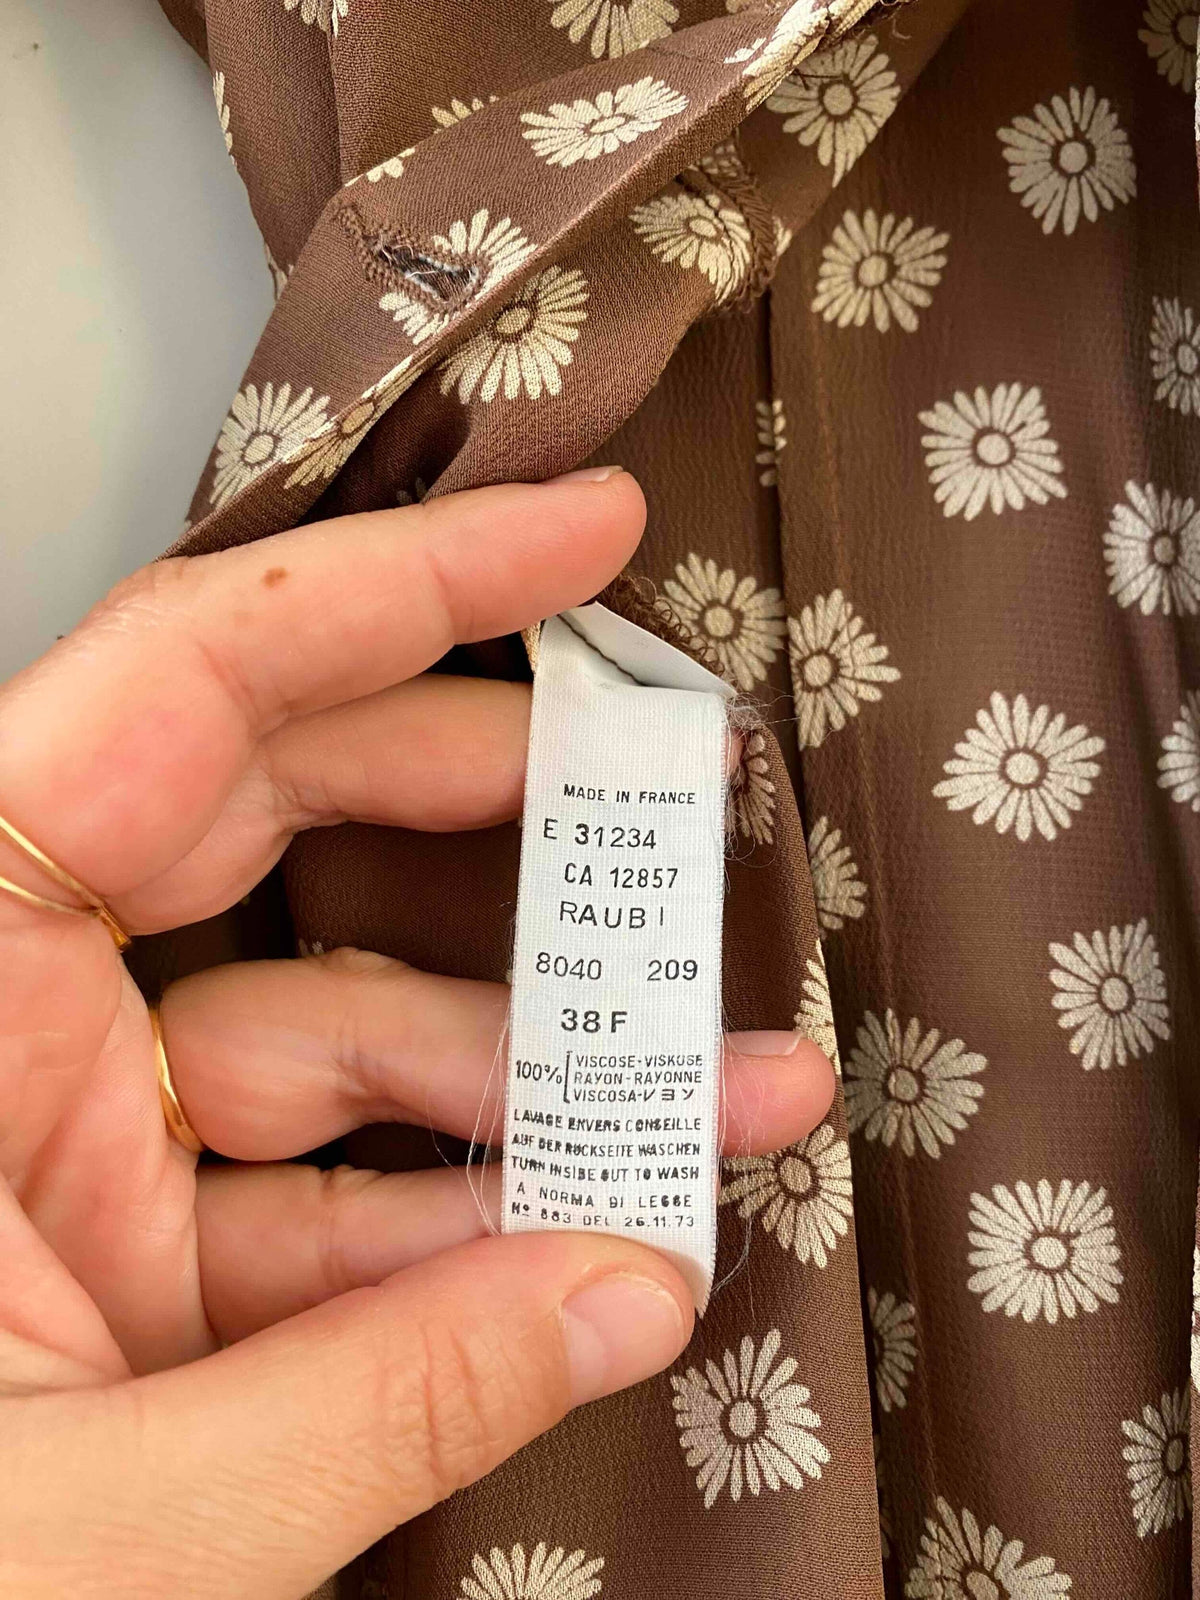 MADE IN FRANCE
E 31234
CA 12857
RAUBI
8040 209
38 F
100% VISCOSE-VISKOSE
RAYON-RAYONNE
VISCOSA-レヨン
LAVAGE ENVERS CONSEILLE
AUF DER RUCKSEITE WASCHEN
TURN INSIDE OUT TO WASH
A NORMA DI LEGGE
Nº 883 DEL 26.11.73